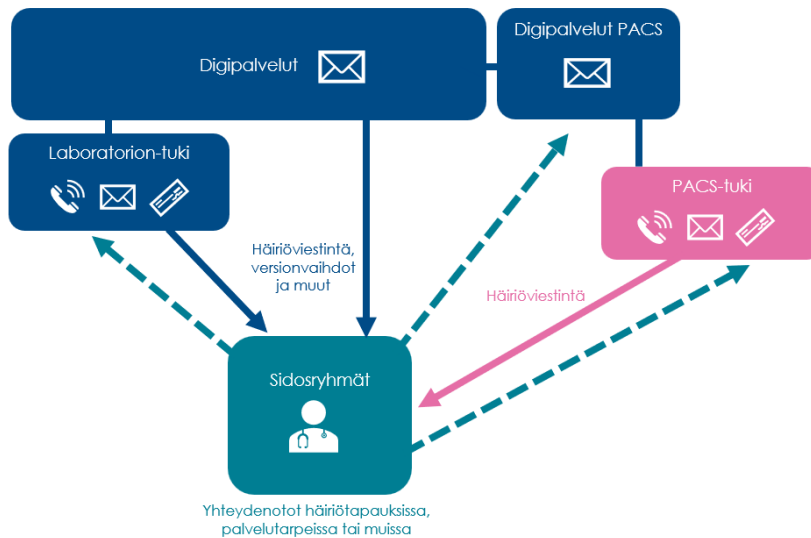 Digipalvelut
Digipalvelut PACS
Laboratorion-tuki
PACS-tuki
Häiriöviestintä,
versionvaihdot
ja muut
Häiriöviestintä
Sidosryhmät
Yhteydenotot häiriötapauksissa,
palvelutarpeissa tai muissa